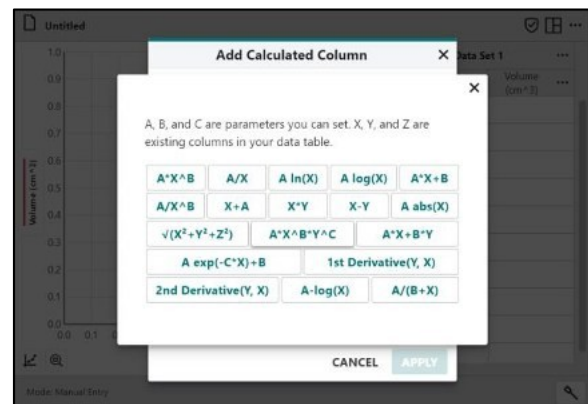 Untitled
Add Calculated Column
Data Set 1
1.0
0.9
0.8
0.7
0.6
0.5
0.4
0.3
0.2
0.1
0.0
0.0 0.1
Volume (cm^3)
Volume
(cm^3)
A, B, and C are parameters you can set. X, Y, and Z are
existing columns in your data table.
A*X^B A/X A ln(X) A log(X) A*X+B
A/X^B X+A X*Y X-Y A abs(X)
√(X²+Y²+Z²) A*X^B*Y^C A*X+B*Y
A exp(-C*X)+B 1st Derivative(Y, X)
2nd Derivative(Y, X) A-log(X) A/(B+X)
CANCEL APPLY
Mode: Manual Entry